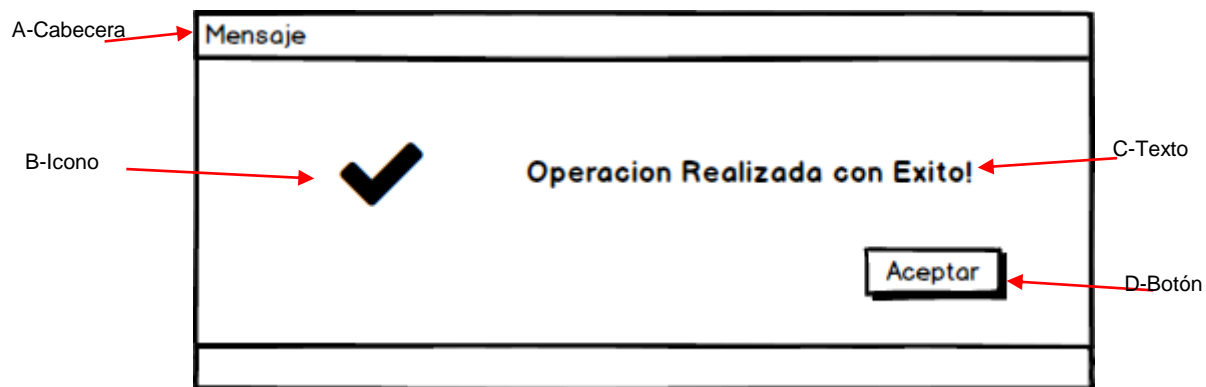 A-Cabecera
Mensaje
B-Icono
Operacion Realizada con Exito!
C-Texto
Aceptar
D-Botón